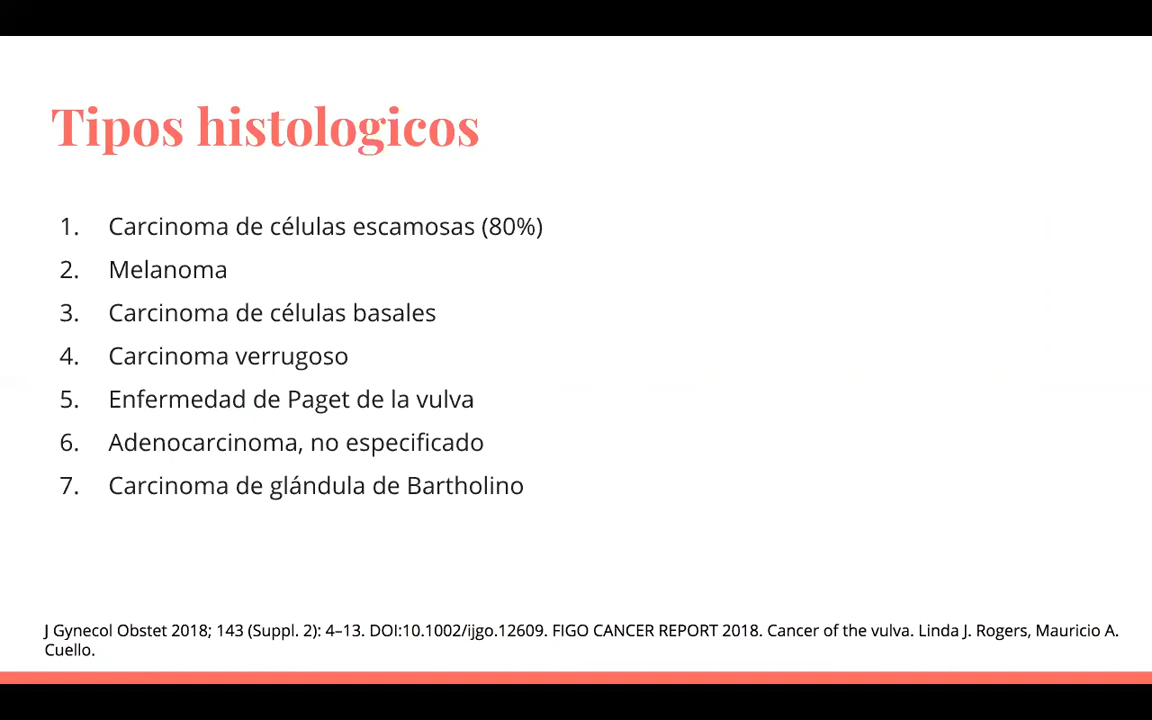 Tipos histologicos
1. Carcinoma de células escamosas (80%)
2. Melanoma
3. Carcinoma de células basales
4. Carcinoma verrugoso
5. Enfermedad de Paget de la vulva
6. Adenocarcinoma, no especificado
7. Carcinoma de glándula de Bartholino
J Gynecol Obstet 2018; 143 (Suppl. 2): 4–13. DOI:10.1002/ijgo.12609. FIGO CANCER REPORT 2018. Cancer of the vulva. Linda J. Rogers, Mauricio A.
Cuello.